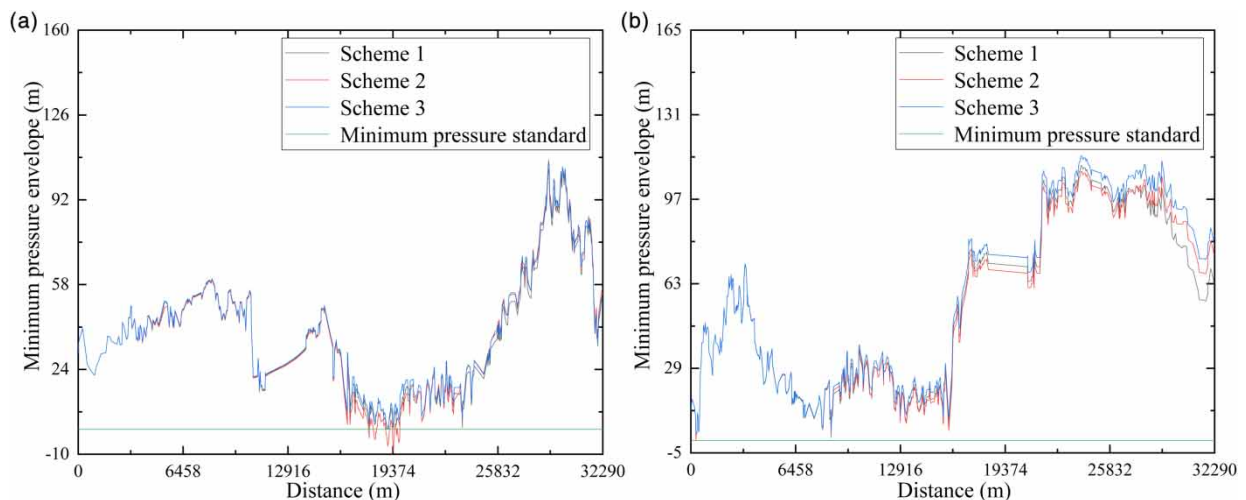 (a)
Minimum pressure envelope (m)
160
126
92
58
24
-10
0 6458 12916 19374 25832 32290
Distance (m)
Scheme 1
Scheme 2
Scheme 3
Minimum pressure standard
(b)
Minimum pressure envelope (m)
165
131
97
63
29
-5
0 6458 12916 19374 25832 32290
Distance (m)
Scheme 1
Scheme 2
Scheme 3
Minimum pressure standard